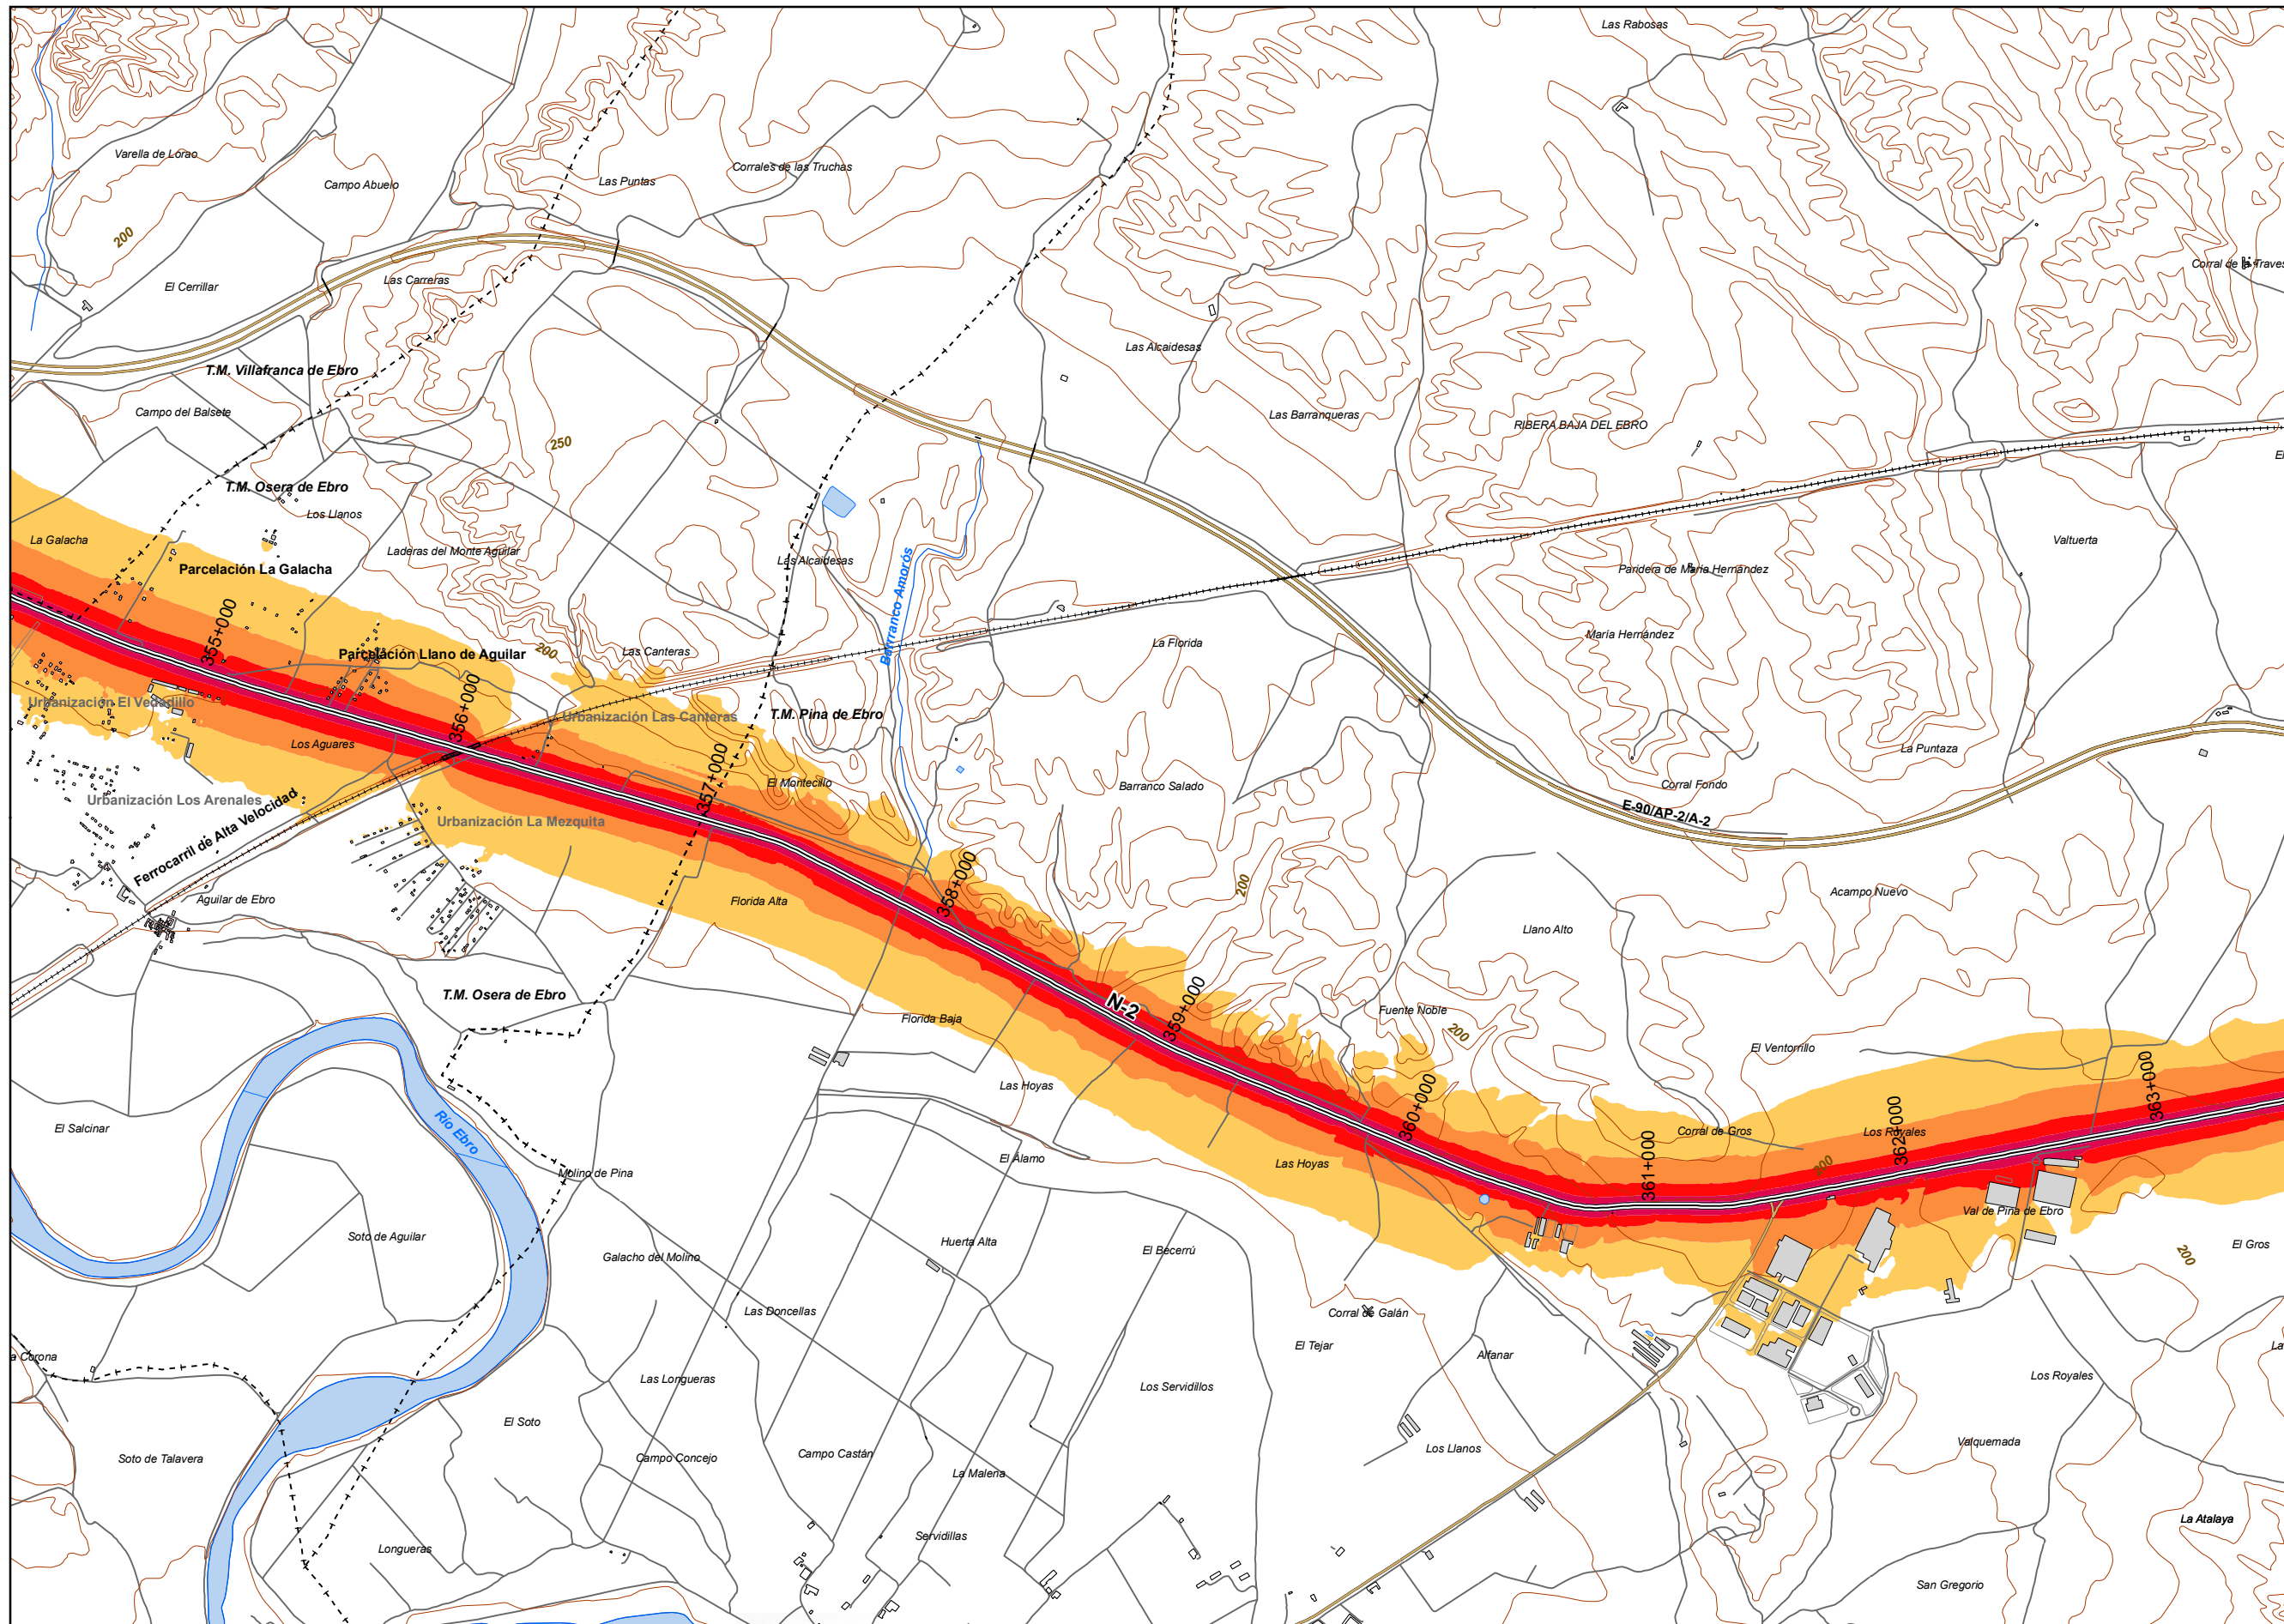 Las Rabosas
Varella de Lorao
Campo Abuelo
Las Puntas
Corrales de las Truchas
200
El Cerrillar
Las Carreras
Las Alcaidesas
T.M. Villafranca de Ebro
Campo del Balsete
250
Las Barranqueras
RIBERA BAJA DEL EBRO
T.M. Osera de Ebro
Los Llanos
La Galacha
Laderas del Monte Aguilar
Las Alcaidesas
Barranco Amorós
Valtuerta
Parcelación La Galacha
Paridera de María Hernández
355+000
Parcelación Llano de Aguilar
200
Las Canteras
La Florida
María Hernández
Urbanización El Vedadillo
356+000
Urbanización Las Canteras
T.M. Pina de Ebro
Los Aguares
La Puntaza
357+000
El Montecillo
Barranco Salado
Corral Fondo
Urbanización Los Arenales
Urbanización La Mezquita
E-90/AP-2/A-2
Ferrocarril de Alta Velocidad
Aguilar de Ebro
Florida Alta
358+000
200
Acampo Nuevo
Llano Alto
T.M. Osera de Ebro
N-2
359+000
Florida Baja
Fuente Noble
200
El Ventorrillo
Las Hoyas
360+000
362+000
363+000
El Salcinar
Río Ebro
Corral de Gros
Los Royales
361+000
Molino de Pina
El Álamo
Las Hoyas
200
Val de Pina de Ebro
Soto de Aguilar
Galacho del Molino
Huerta Alta
El Becerrú
El Gros
200
Las Doncellas
Corral de Galán
El Tejar
Alfanar
a Corona
Las Longueras
Los Servidillos
Los Royales
El Soto
Soto de Talavera
Campo Concejo
Campo Castán
Los Llanos
Valquemada
La Malena
La Atalaya
Longueras
Servidillas
San Gregorio